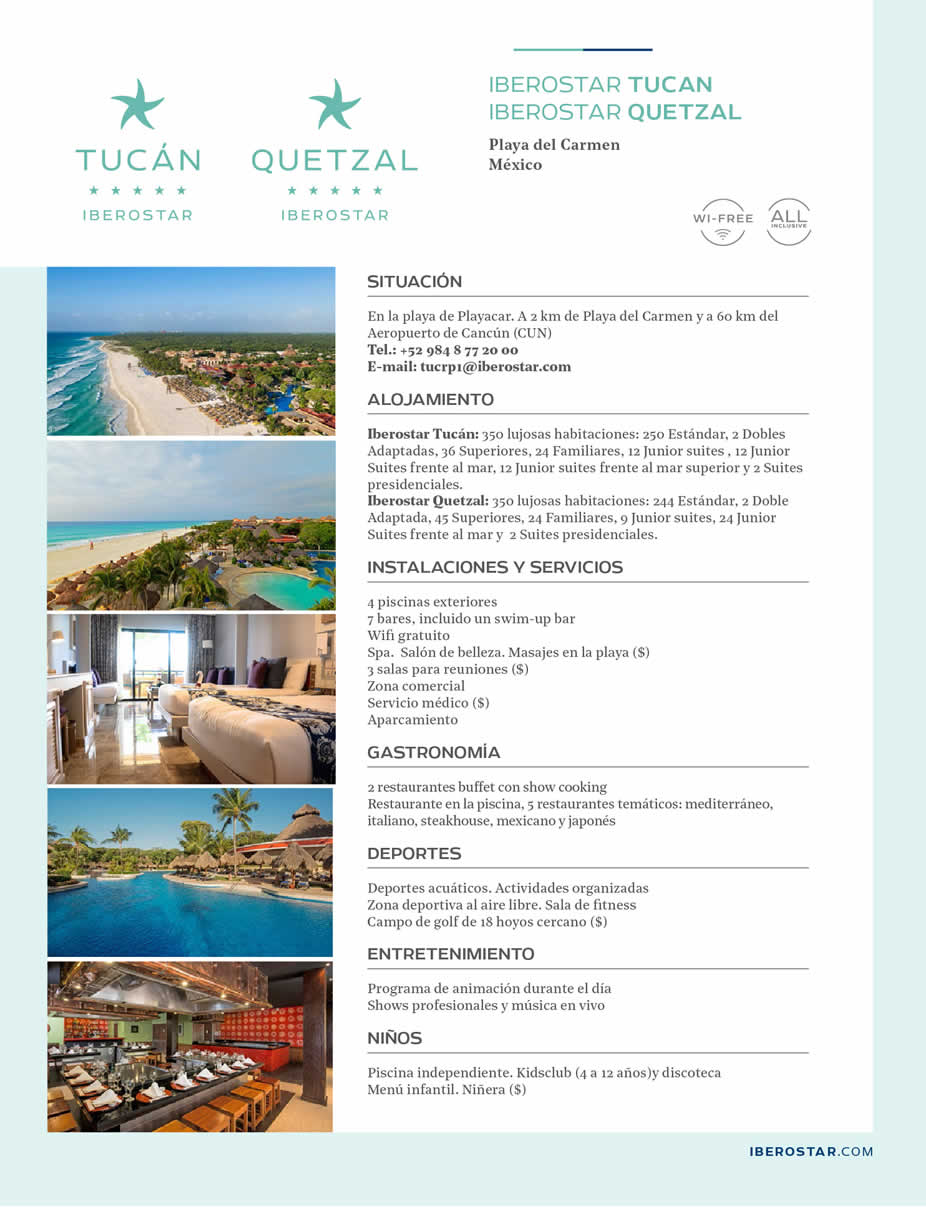 TUCÁN
IBEROSTAR
QUETZAL
IBEROSTAR
IBEROSTAR TUCAN
IBEROSTAR QUETZAL
Playa del Carmen
México
WI-FREE
ALL
INCLUSIVE
SITUACIÓN
En la playa de Playacar. A 2 km de Playa del Carmen y a 60 km del
Aeropuerto de Cancún (CUN)
Tel.: +52 984 8 77 20 00
E-mail: tucrp1@iberostar.com
ALOJAMIENTO
Iberostar Tucán: 350 lujosas habitaciones: 250 Estándar, 2 Dobles
Adaptadas, 36 Superiores, 24 Familiares, 12 Junior suites , 12 Junior
Suites frente al mar, 12 Junior suites frente al mar superior y 2 Suites
presidenciales.
Iberostar Quetzal: 350 lujosas habitaciones: 244 Estándar, 2 Doble
Adaptada, 45 Superiores, 24 Familiares, 9 Junior suites, 24 Junior
Suites frente al mar y  2 Suites presidenciales.
INSTALACIONES Y SERVICIOS
4 piscinas exteriores
7 bares, incluido un swim-up bar
Wifi gratuito
Spa.  Salón de belleza. Masajes en la playa ($)
3 salas para reuniones ($)
Zona comercial
Servicio médico ($)
Aparcamiento
GASTRONOMÍA
2 restaurantes buffet con show cooking
Restaurante en la piscina, 5 restaurantes temáticos: mediterráneo,
italiano, steakhouse, mexicano y japonés
DEPORTES
Deportes acuáticos. Actividades organizadas
Zona deportiva al aire libre. Sala de fitness
Campo de golf de 18 hoyos cercano ($)
ENTRETENIMIENTO
Programa de animación durante el día
Shows profesionales y música en vivo
NIÑOS
Piscina independiente. Kidsclub (4 a 12 años)y discoteca
Menú infantil. Niñera ($)
IBEROSTAR.COM